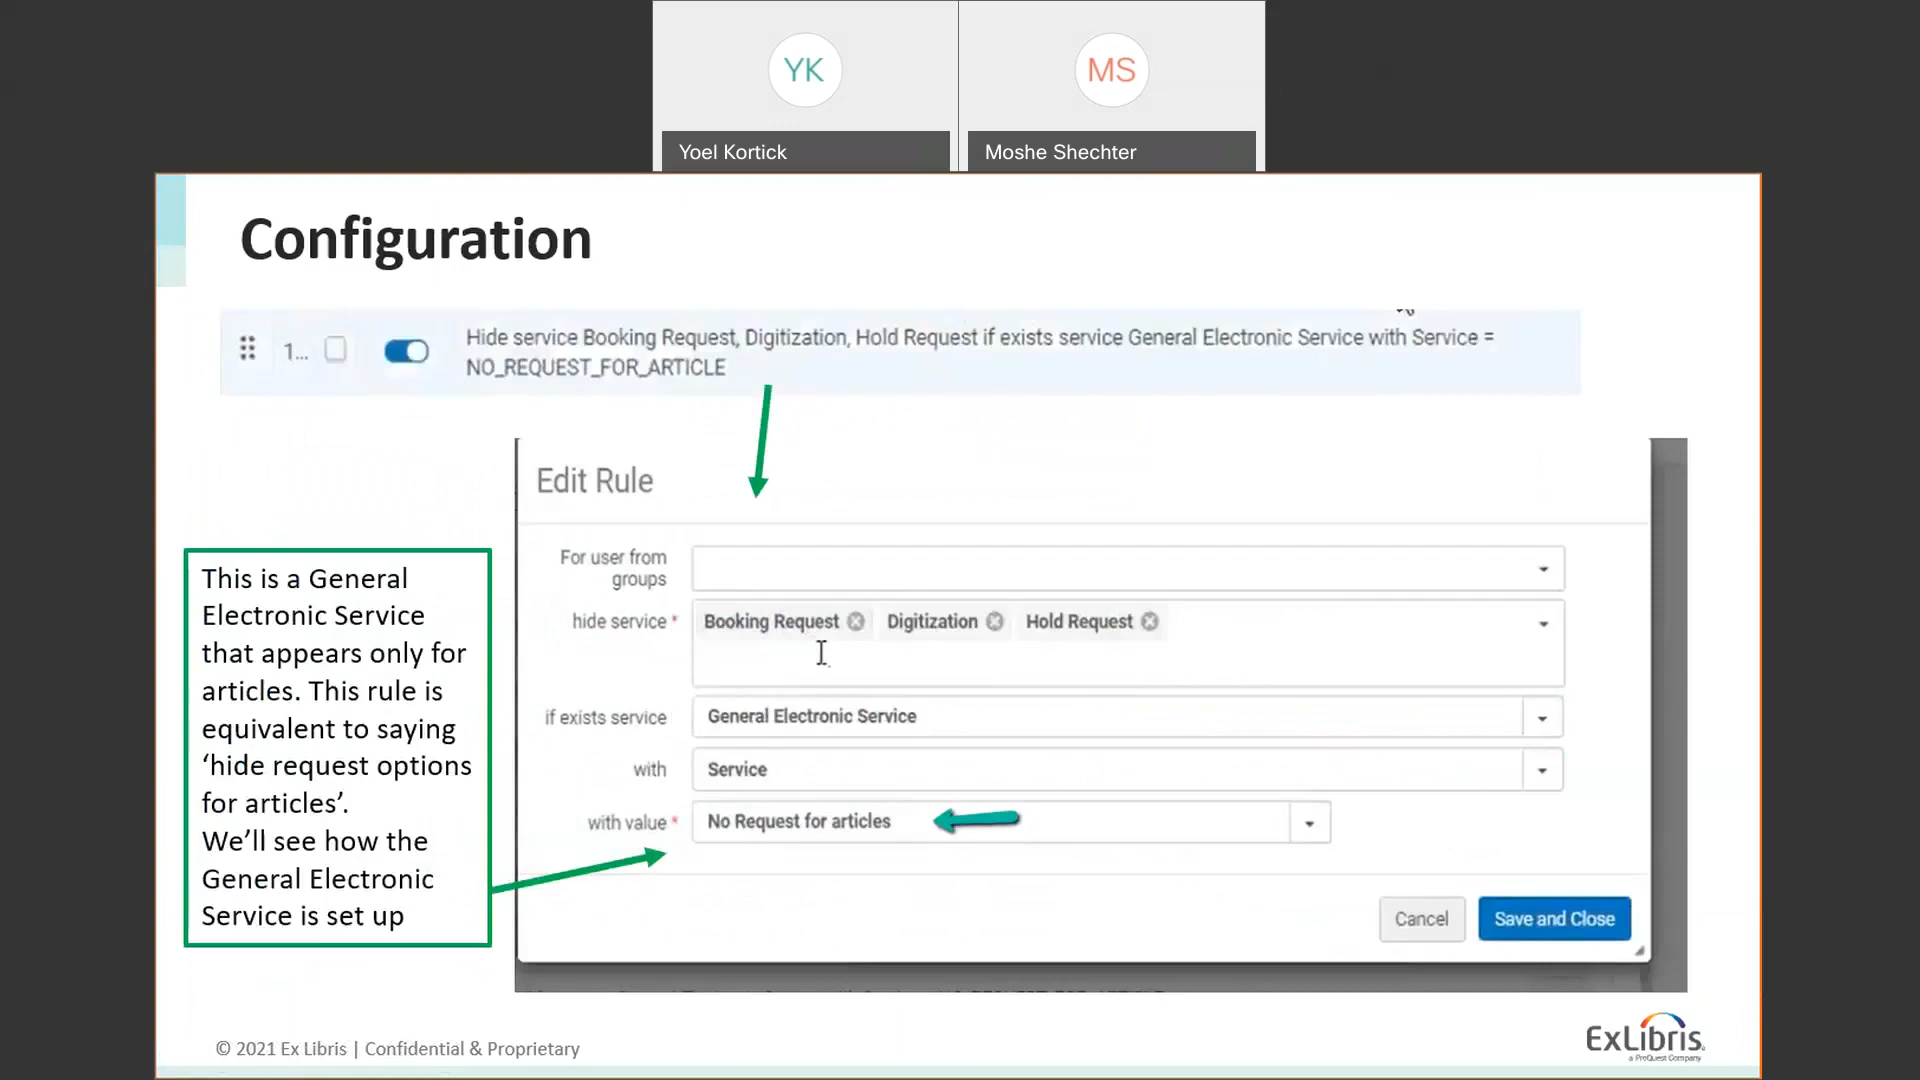 YK
MS
Yoel Kortick
Moshe Shechter
Configuration
1...
Hide service Booking Request, Digitization, Hold Request if exists service General Electronic Service with Service =
NO_REQUEST_FOR_ARTICLE
Edit Rule
For user from
groups
hide service *
Booking Request
Digitization
Hold Request
if exists service
General Electronic Service
with
Service
with value *
No Request for articles
Cancel
Save and Close
This is a General
Electronic Service
that appears only for
articles. This rule is
equivalent to saying
‘hide request options
for articles’.
We’ll see how the
General Electronic
Service is set up
© 2021 Ex Libris | Confidential & Proprietary
ExLibris
a ProQuest Company